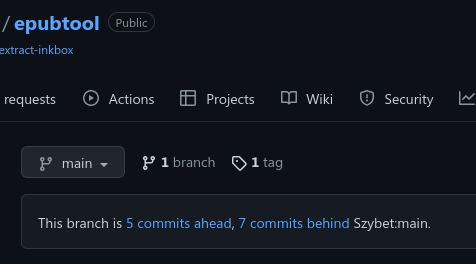 / epubtool Public
extract-inkbox
requests Actions Projects Wiki Security
main 1 branch 1 tag
This branch is 5 commits ahead, 7 commits behind Szybet:main.